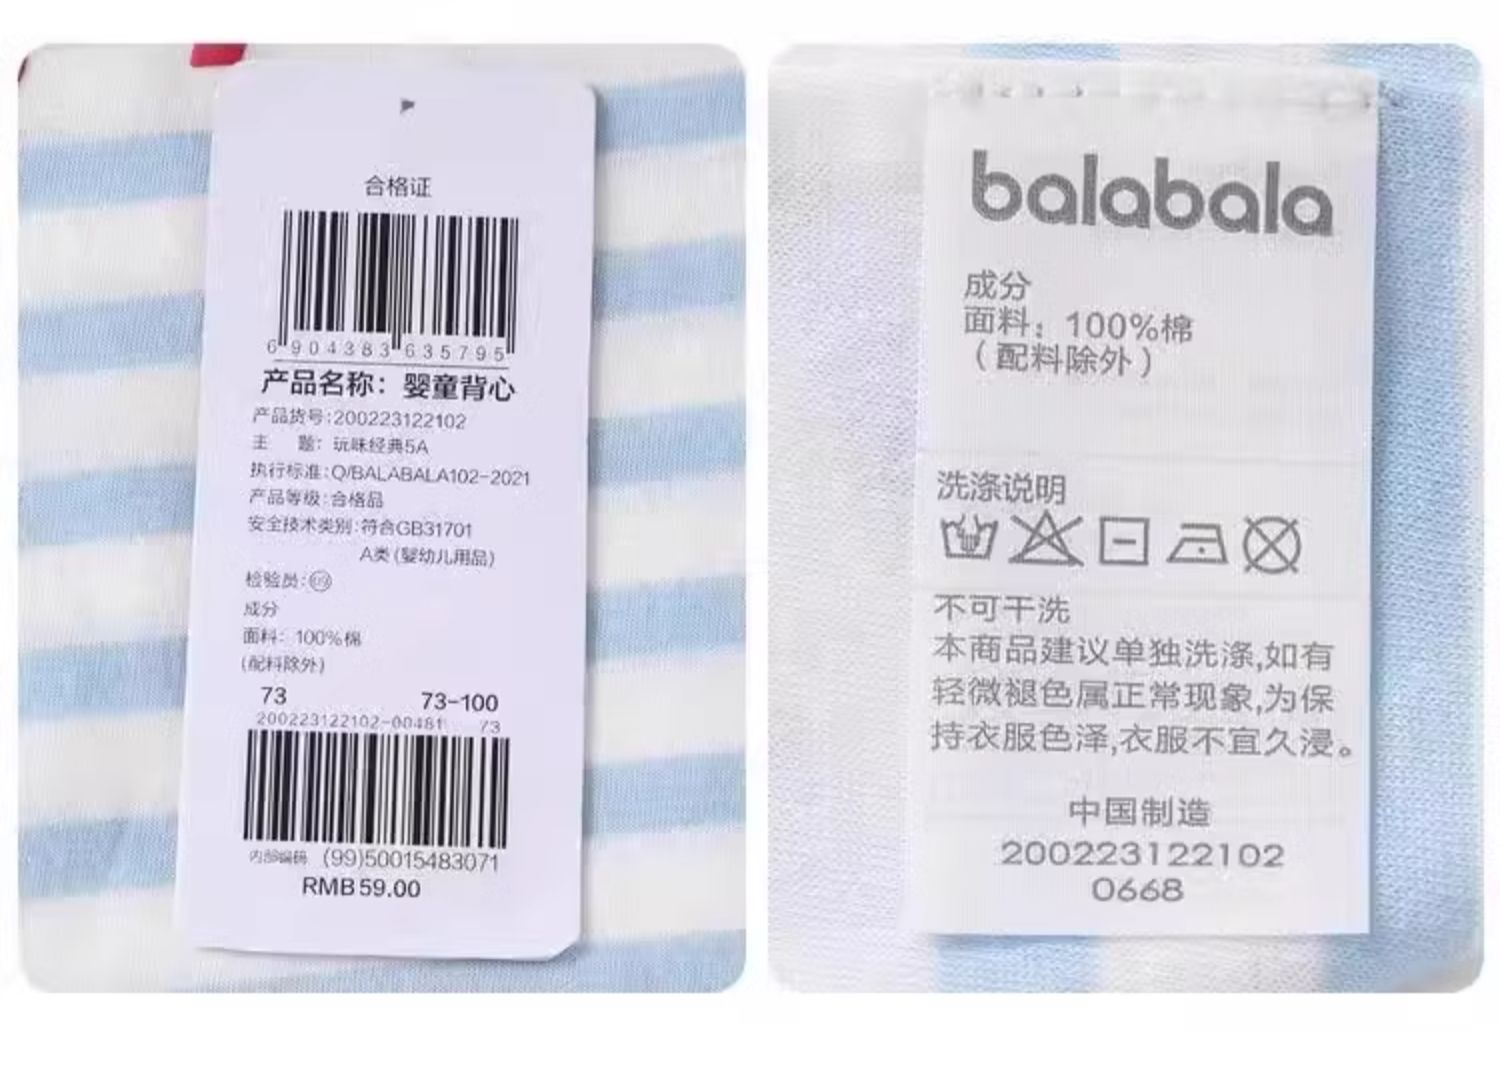 合格证
6 904383 635795
产品名称：婴童背心
产品货号:200223122102
主 题：玩味经典5A
执行标准:Q/BALABALA102-2021
产品等级:合格品
安全技术类别:符合GB31701
A类(婴幼儿用品)
检验员:
成分
面料：100%棉
(配料除外)
73 73-100
200223122102-00481 73
内部编码 (99)50015483071
RMB59.00
balabala
成分
面料：100%棉
（配料除外）
洗涤说明
不可干洗
本商品建议单独洗涤,如有
轻微褪色属正常现象,为保
持衣服色泽,衣服不宜久浸。
中国制造
200223122102
0668